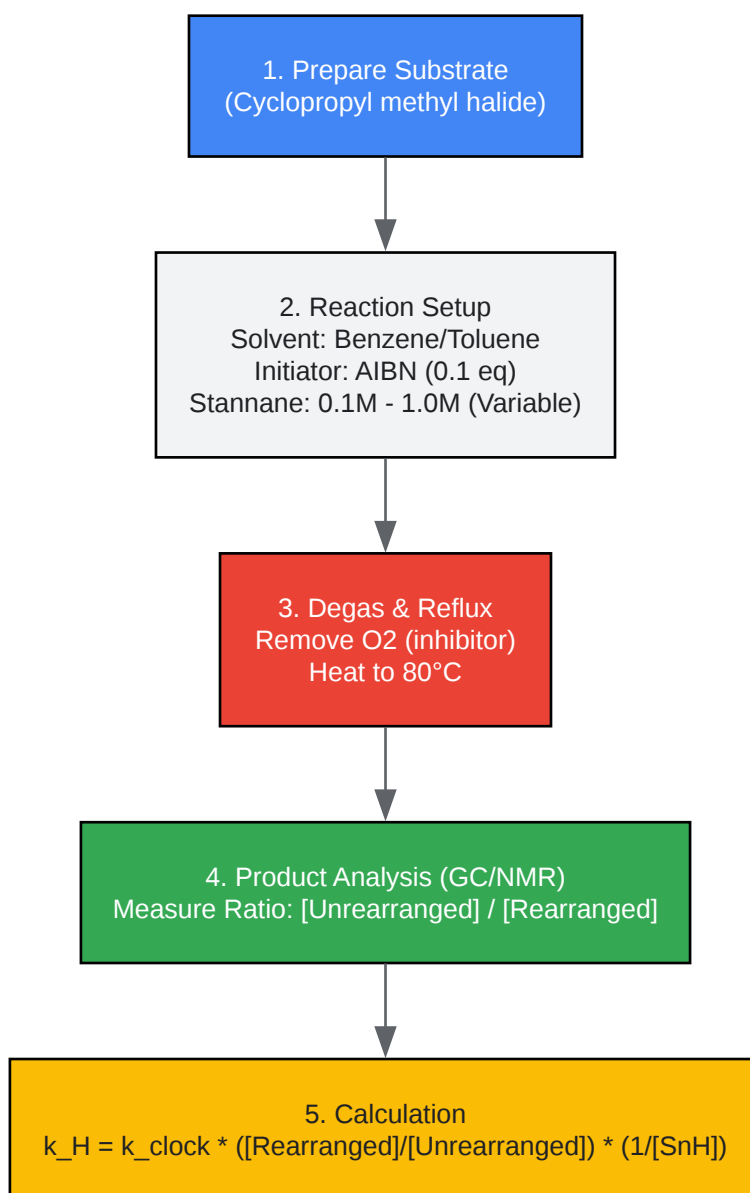 1. Prepare Substrate
(Cyclopropyl methyl halide)
2. Reaction Setup
Solvent: Benzene/Toluene
Initiator: AIBN (0.1 eq)
Stannane: 0.1M - 1.0M (Variable)
3. Degas & Reflux
Remove O2 (inhibitor)
Heat to 80°C
4. Product Analysis (GC/NMR)
Measure Ratio: [Unrearranged] / [Rearranged]
5. Calculation
k_H = k_clock * ([Rearranged]/[Unrearranged]) * (1/[SnH])